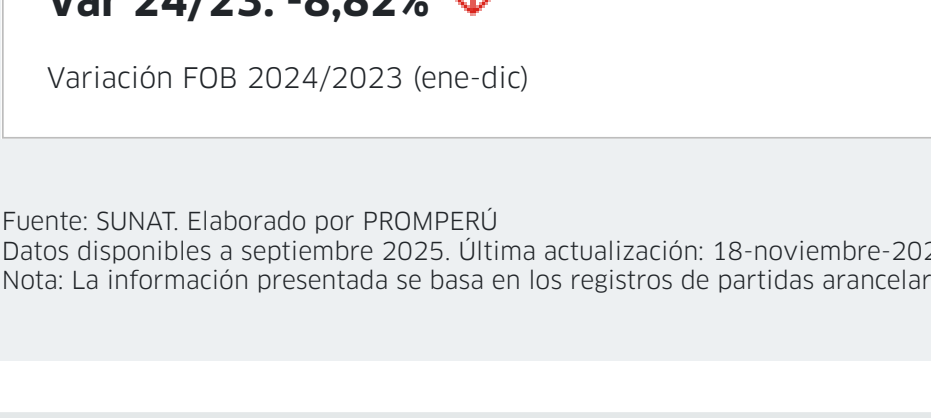 Var 24/23: -8,82%
Variación FOB 2024/2023 (ene-dic)
Fuente: SUNAT. Elaborado por PROMPERÚ
Datos disponibles a septiembre 2025. Última actualización: 18-noviembre-202
Nota: La información presentada se basa en los registros de partidas arancelar